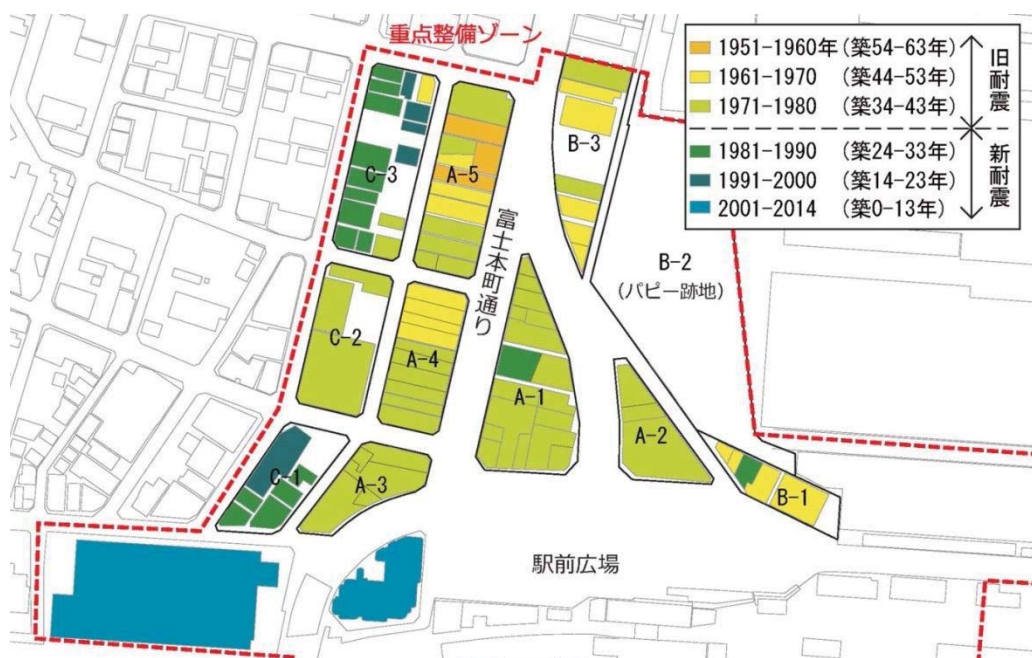 重点整備ゾーン
1951-1960年(築54-63年)
1961-1970 (築44-53年)
1971-1980 (築34-43年)
旧耐震
1981-1990 (築24-33年)
1991-2000 (築14-23年)
2001-2014 (築0-13年)
新耐震
C-3
A-5
B-3
富士本町通り
B-2
(パピー跡地)
C-2
A-4
A-1
A-2
C-1
A-3
B-1
駅前広場